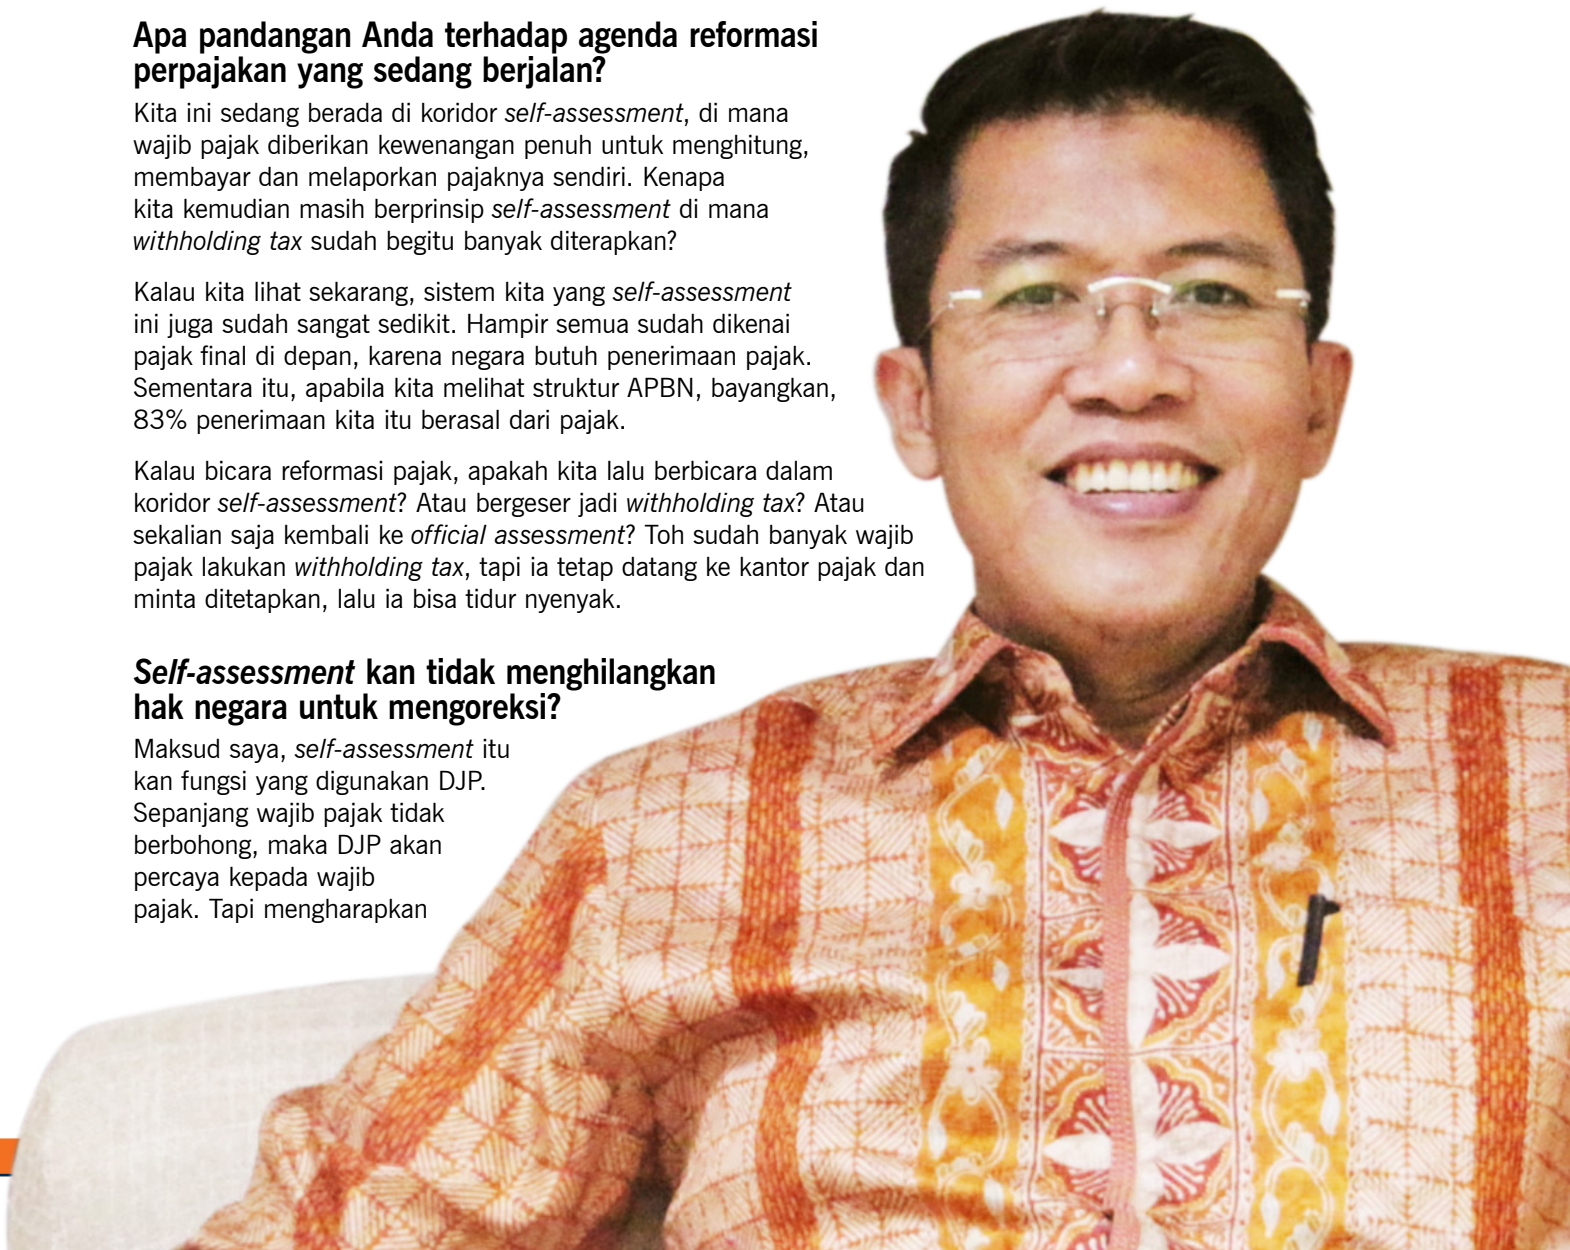 Apa pandangan Anda terhadap agenda reformasi
perpajakan yang sedang berjalan?
Kita ini sedang berada di koridor self-assessment, di mana
wajib pajak diberikan kewenangan penuh untuk menghitung,
membayar dan melaporkan pajaknya sendiri. Kenapa
kita kemudian masih berprinsip self-assessment di mana
withholding tax sudah begitu banyak diterapkan?
Kalau kita lihat sekarang, sistem kita yang self-assessment
ini juga sudah sangat sedikit. Hampir semua sudah dikenai
pajak final di depan, karena negara butuh penerimaan pajak.
Sementara itu, apabila kita melihat struktur APBN, bayangkan,
83% penerimaan kita itu berasal dari pajak.
Kalau bicara reformasi pajak, apakah kita lalu berbicara dalam
koridor self-assessment? Atau bergeser jadi withholding tax? Atau
sekalian saja kembali ke official assessment? Toh sudah banyak wajib
pajak lakukan withholding tax, tapi ia tetap datang ke kantor pajak dan
minta ditetapkan, lalu ia bisa tidur nyenyak.
Self-assessment kan tidak menghilangkan
hak negara untuk mengoreksi?
Maksud saya, self-assessment itu
kan fungsi yang digunakan DJP.
Sepanjang wajib pajak tidak
berbohong, maka DJP akan
percaya kepada wajib
pajak. Tapi mengharapkan